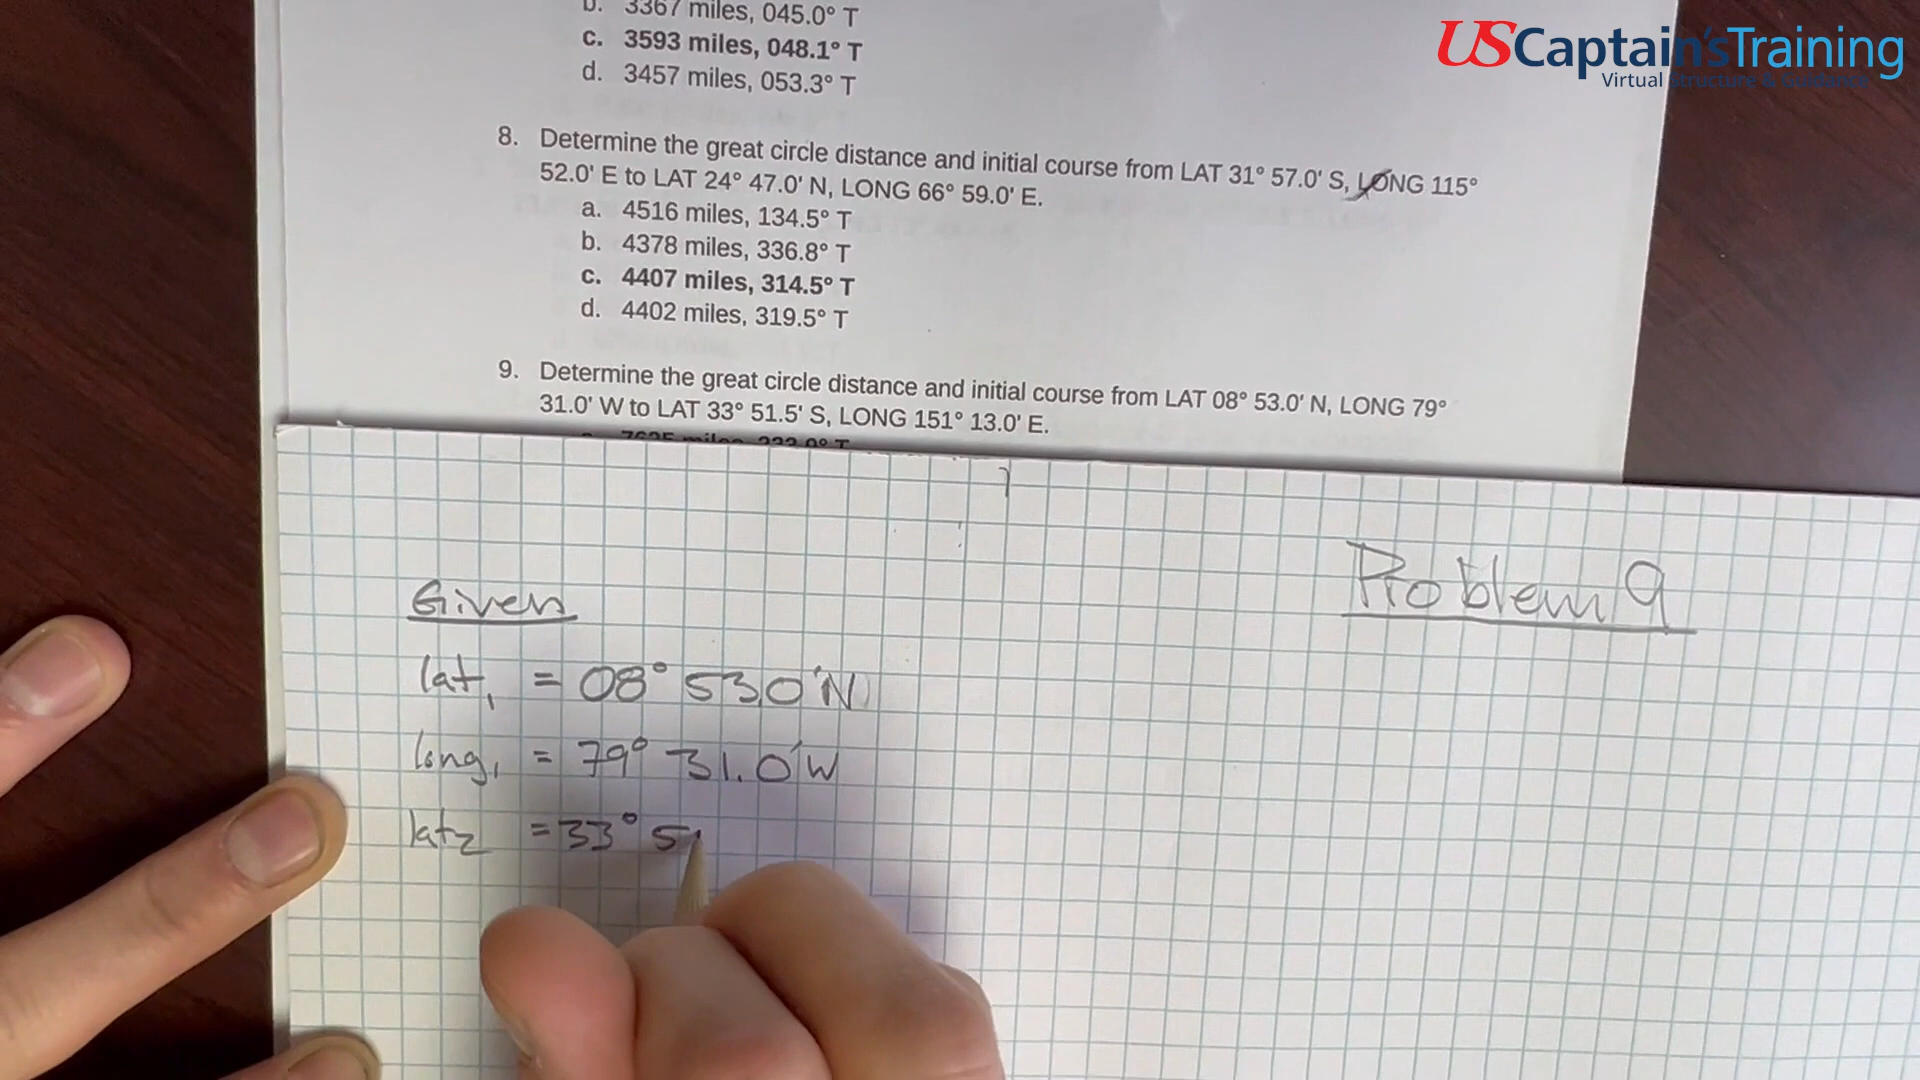 b. 3367 miles, 045.0° T
c. 3593 miles, 048.1° T
d. 3457 miles, 053.3° T
USCaptain'sTraining
Virtual Structure & Guidance
8. Determine the great circle distance and initial course from LAT 31° 57.0' S, LONG 115°
52.0' E to LAT 24° 47.0' N, LONG 66° 59.0' E.
a. 4516 miles, 134.5° T
b. 4378 miles, 336.8° T
c. 4407 miles, 314.5° T
d. 4402 miles, 319.5° T
9. Determine the great circle distance and initial course from LAT 08° 53.0' N, LONG 79°
31.0' W to LAT 33° 51.5' S, LONG 151° 13.0' E.
Problem 9
Given
lat1 = 08° 53.0' N
long1 = 79° 31.0' W
lat2 = 33° 5